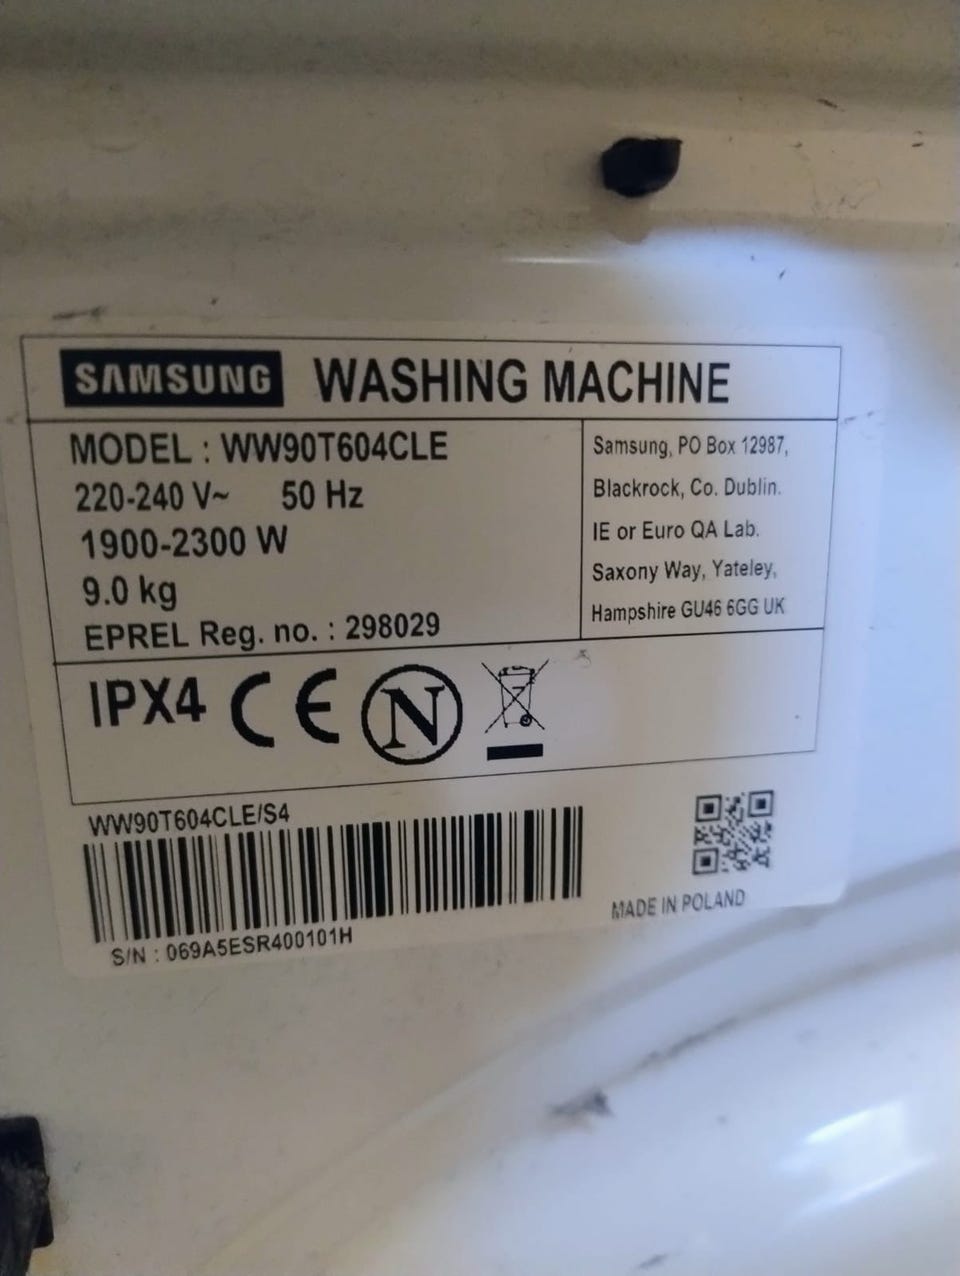 SAMSUNG WASHING MACHINE
MODEL : WW90T604CLE
220-240 V~ 50 Hz
1900-2300 W
9.0 kg
EPREL Reg. no. : 298029
Samsung, PO Box 12987,
Blackrock, Co. Dublin.
IE or Euro QA Lab.
Saxony Way, Yateley,
Hampshire GU46 6GG UK
IPX4 CE N
WW90T604CLE/S4
S/N : 069A5ESR400101H
MADE IN POLAND